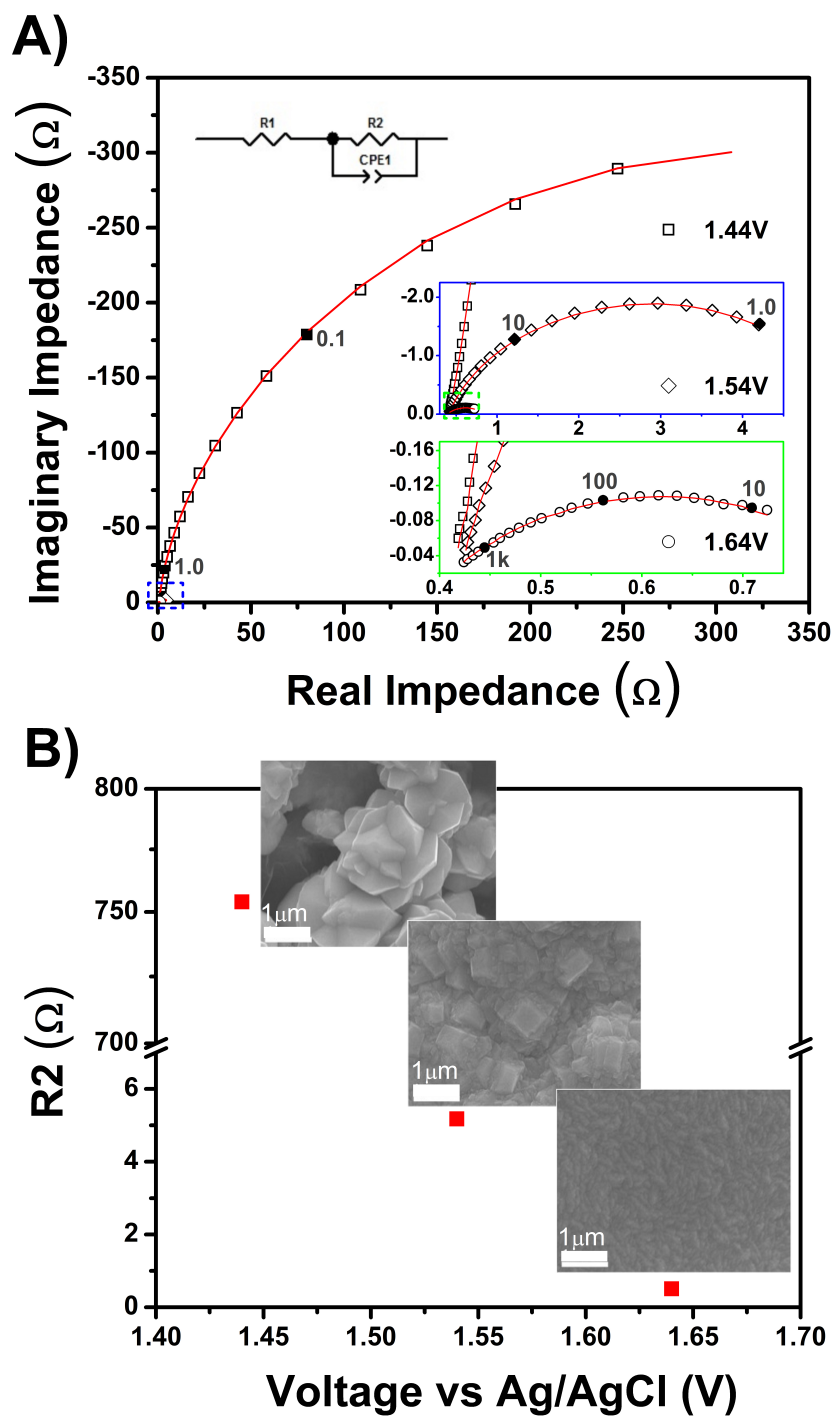 A)
Imaginary Impedance (Ω)
-350
-300
-250
-200
-150
-100
-50
0
R1
R2
CPE1
1.44V
0.1
1.0
-2.0
-1.0
0.0
10
1.0
1.54V
1 2 3 4
-0.16
-0.12
-0.08
-0.04
100
10
1k
1.64V
0.4 0.5 0.6 0.7
0 50 100 150 200 250 300 350
Real Impedance (Ω)
B)
R2 (Ω)
800
750
700
6
4
2
0
1μm
1μm
1μm
1.40 1.45 1.50 1.55 1.60 1.65 1.70
Voltage vs Ag/AgCl (V)